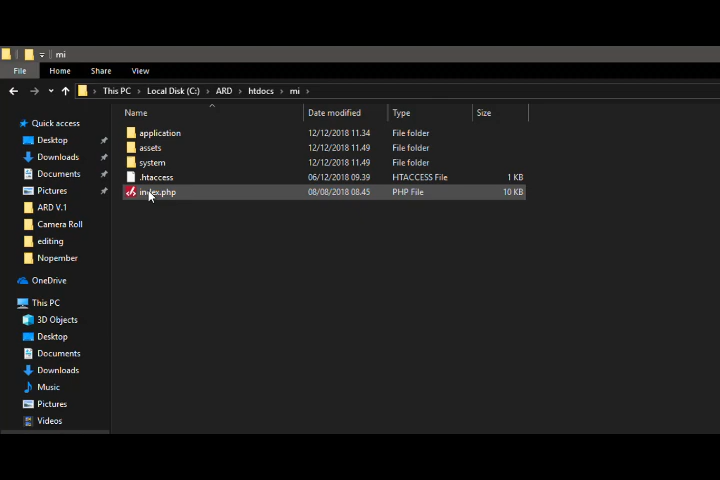 mi
File Home Share View
This PC Local Disk (C:) ARD htdocs mi
Name Date modified Type Size
Quick access
Desktop
Downloads
Documents
Pictures
ARD V.1
Camera Roll
editing
Nopember
OneDrive
This PC
3D Objects
Desktop
Documents
Downloads
Music
Pictures
Videos
application 12/12/2018 11.34 File folder
assets 12/12/2018 11.49 File folder
system 12/12/2018 11.49 File folder
.htaccess 06/12/2018 09.39 HTACCESS File 1 KB
index.php 08/08/2018 08.45 PHP File 10 KB